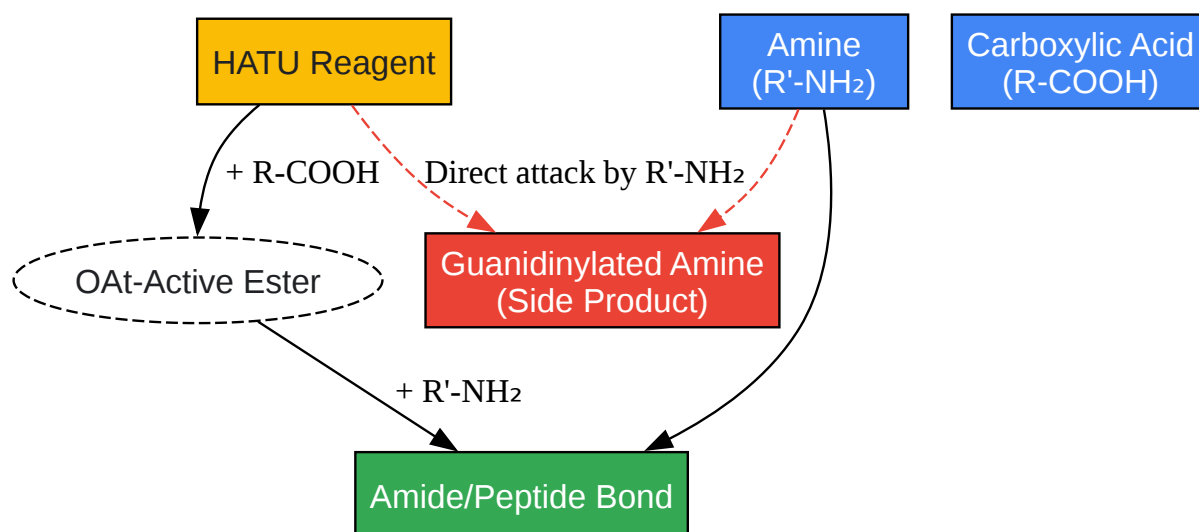 HATU Reagent
Amine
(R'-NH₂)
Carboxylic Acid
(R-COOH)
+ R-COOH
Direct attack by R'-NH₂
OAt-Active Ester
Guanidinylated Amine
(Side Product)
+ R'-NH₂
Amide/Peptide Bond